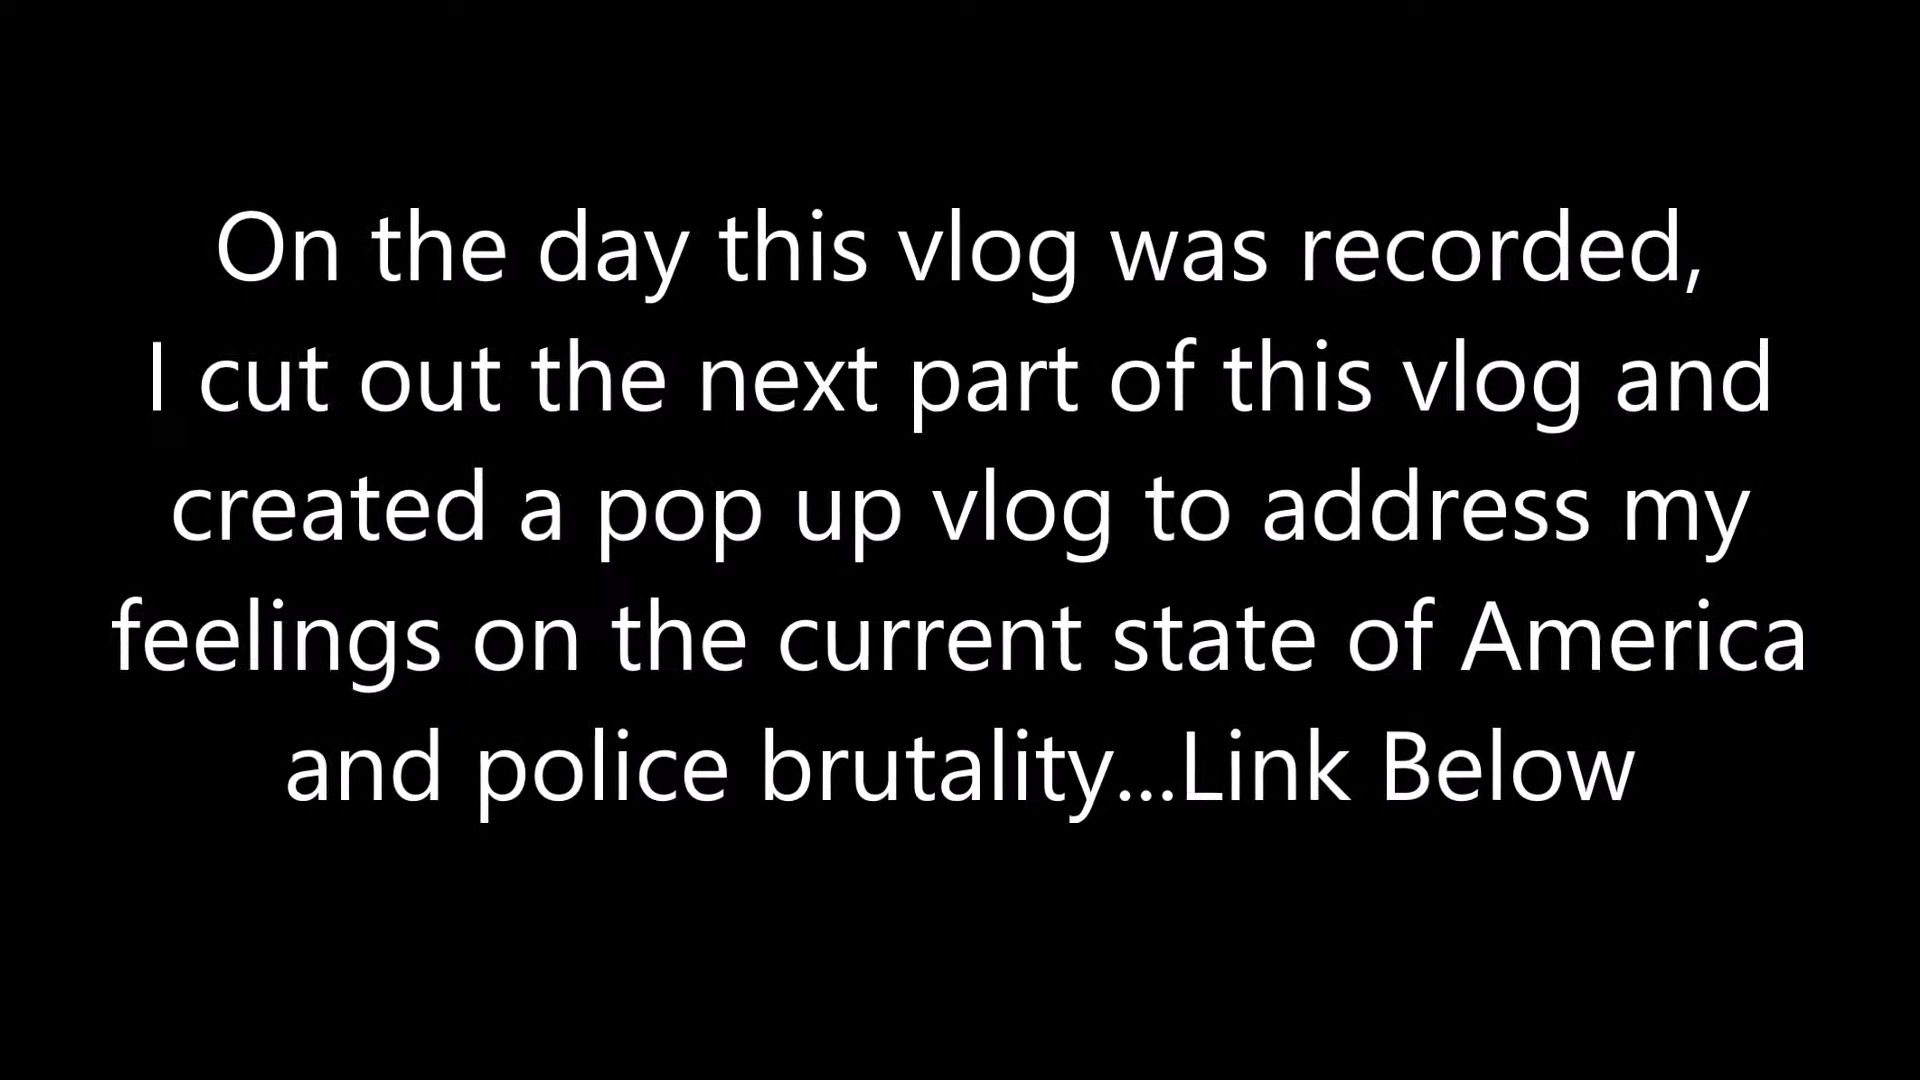 On the day this vlog was recorded,
I cut out the next part of this vlog and
created a pop up vlog to address my
feelings on the current state of America
and police brutality...Link Below